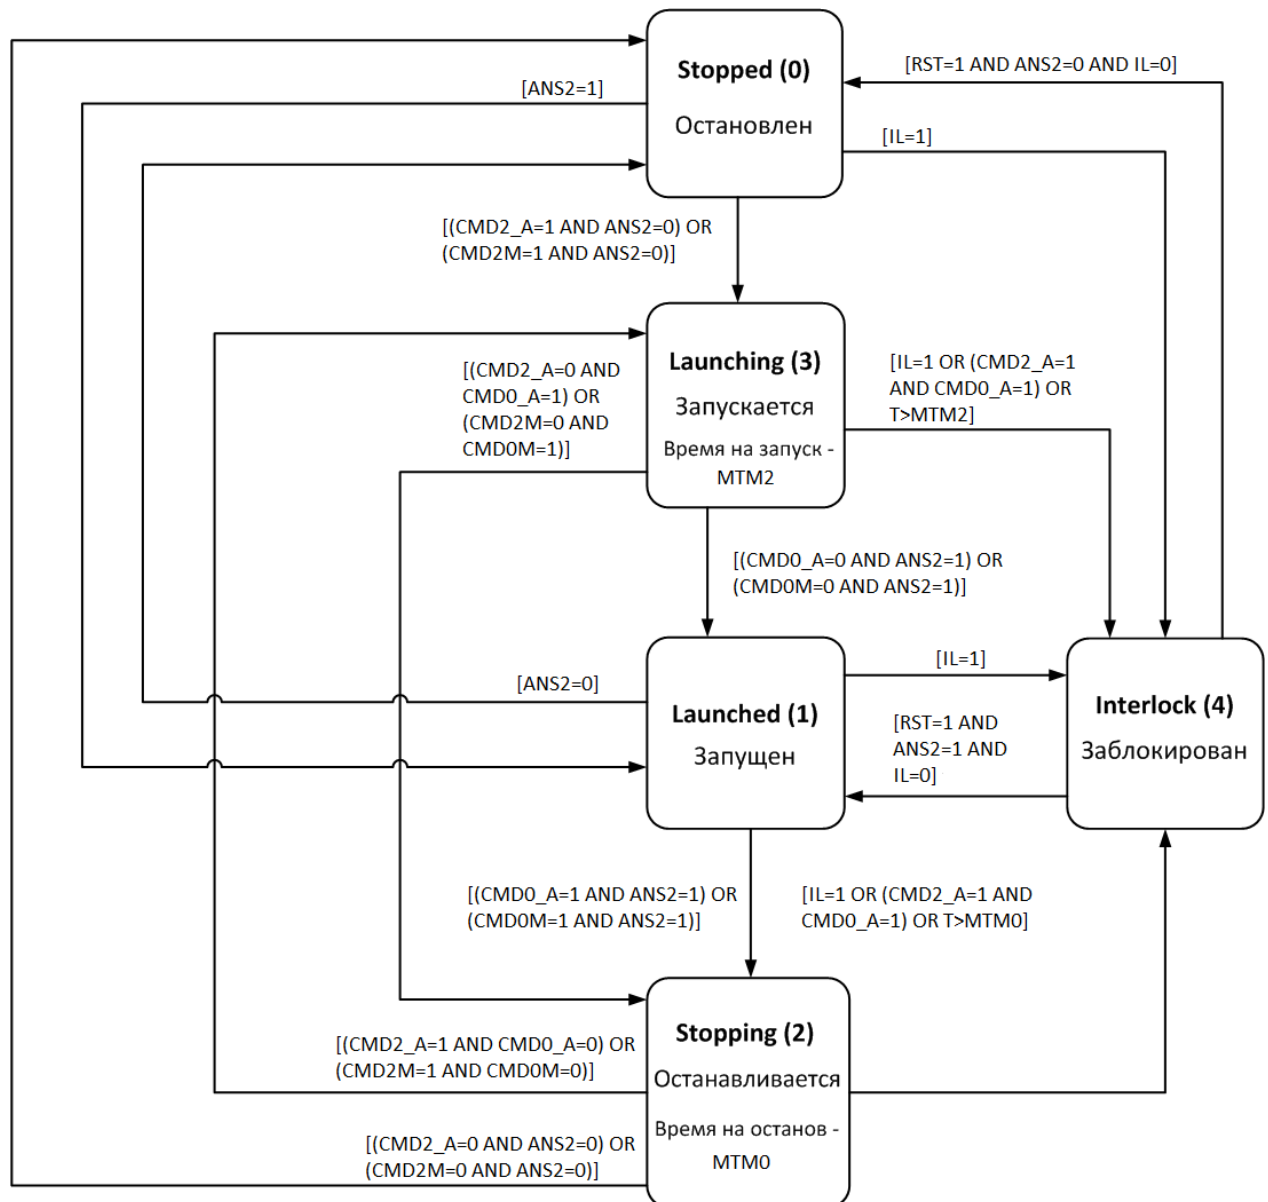 Stopped (0)
Остановлен
[RST=1 AND ANS2=0 AND IL=0]
[ANS2=1]
[IL=1]
[(CMD2_A=1 AND ANS2=0) OR
(CMD2M=1 AND ANS2=0)]
Launching (3)
Запускается
Время на запуск -
MTM2
[(CMD2_A=0 AND
CMD0_A=1) OR
(CMD2M=0 AND
CMD0M=1)]
[IL=1 OR (CMD2_A=1
AND CMD0_A=1) OR
T>MTM2]
[(CMD0_A=0 AND ANS2=1) OR
(CMD0M=0 AND ANS2=1)]
[ANS2=0]
Launched (1)
Запущен
[IL=1]
[RST=1 AND
ANS2=1 AND
IL=0]
Interlock (4)
Заблокирован
[(CMD0_A=1 AND ANS2=1) OR
(CMD0M=1 AND ANS2=1)]
[IL=1 OR (CMD2_A=1 AND
CMD0_A=1) OR T>MTM0]
Stopping (2)
Останавливается
Время на останов -
MTM0
[(CMD2_A=1 AND CMD0_A=0) OR
(CMD2M=1 AND CMD0M=0)]
[(CMD2_A=0 AND ANS2=0) OR
(CMD2M=0 AND ANS2=0)]